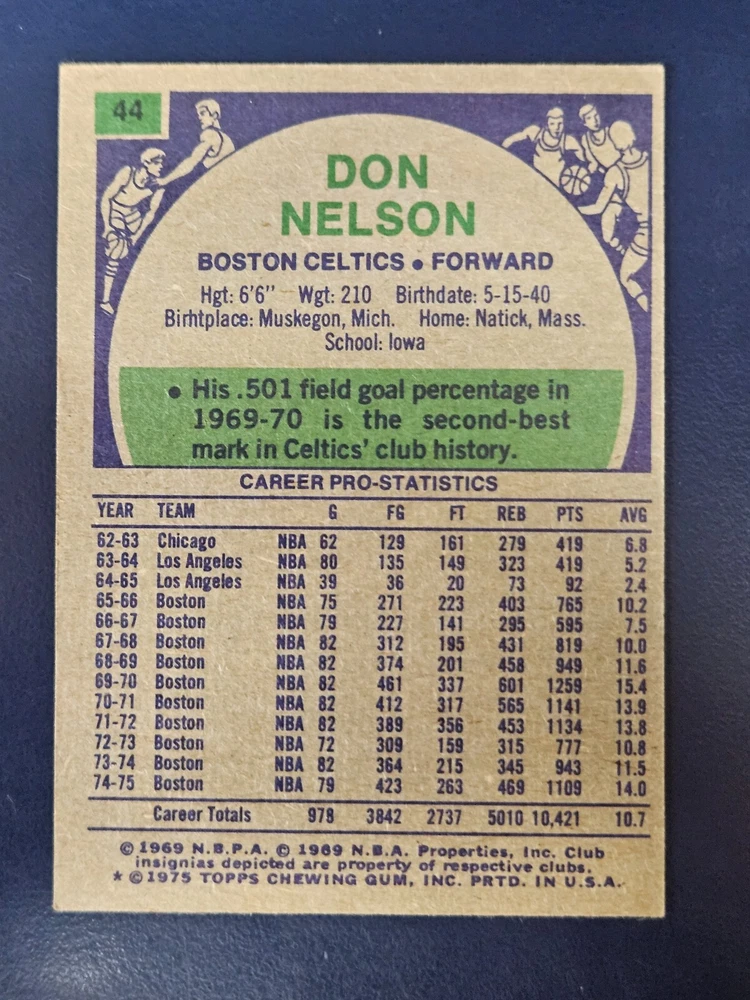 44
DON
NELSON
BOSTON CELTICS • FORWARD
Hgt: 6'6" Wgt: 210 Birthdate: 5-15-40
Birhtplace: Muskegon, Mich. Home: Natick, Mass.
School: Iowa
• His .501 field goal percentage in
1969-70 is the second-best
mark in Celtics' club history.
CAREER PRO-STATISTICS
YEAR TEAM G FG FT REB PTS AVG
62-63 Chicago NBA 62 129 161 279 419 6.8
63-64 Los Angeles NBA 80 135 149 323 419 5.2
64-65 Los Angeles NBA 39 36 20 73 92 2.4
65-66 Boston NBA 75 271 223 403 765 10.2
66-67 Boston NBA 79 227 141 295 595 7.5
67-68 Boston NBA 82 312 195 431 819 10.0
68-69 Boston NBA 82 374 201 458 949 11.6
69-70 Boston NBA 82 461 337 601 1259 15.4
70-71 Boston NBA 82 412 317 565 1141 13.9
71-72 Boston NBA 82 389 356 453 1134 13.8
72-73 Boston NBA 72 309 159 315 777 10.8
73-74 Boston NBA 82 364 215 345 943 11.5
74-75 Boston NBA 79 423 263 469 1109 14.0
Career Totals 978 3842 2737 5010 10,421 10.7
© 1969 N.B.P.A. © 1969 N.B.A. Properties, Inc. Club
insignias depicted are property of respective clubs.
* © 1975 TOPPS CHEWING GUM, INC. PRTD. IN U.S.A.